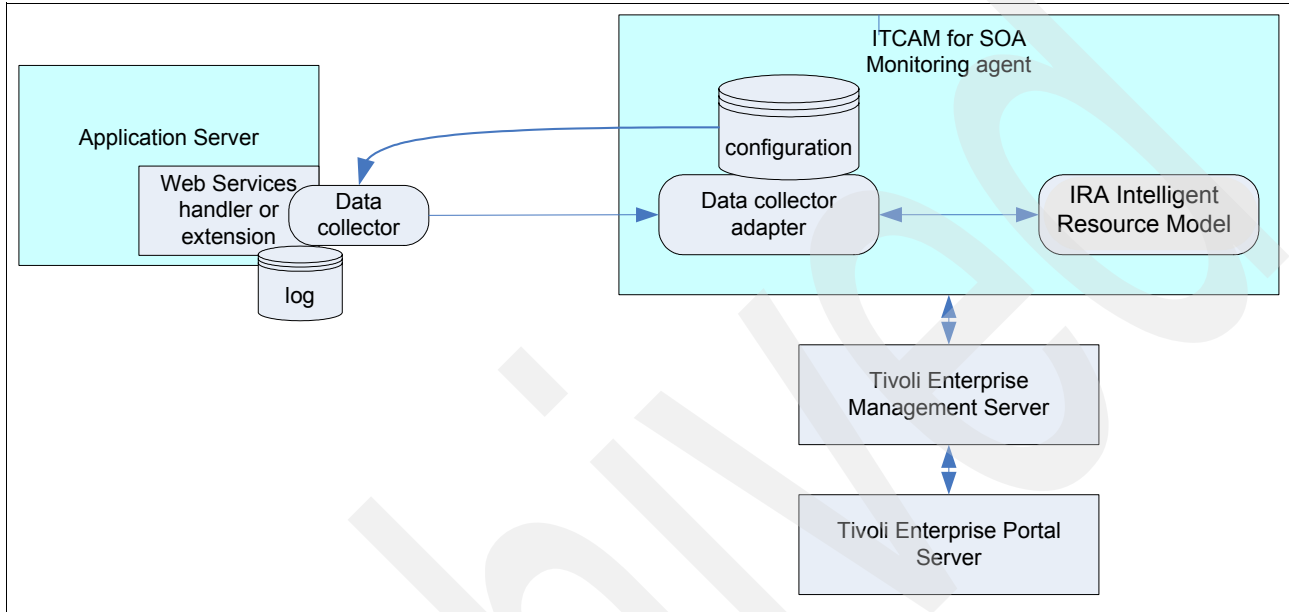 ITCAM for SOA
Monitoring agent
Application Server
configuration
Web Services
handler or
extension
Data
collector
Data collector
adapter
IRA Intelligent
Resource Model
log
Tivoli Enterprise
Management Server
Tivoli Enterprise Portal
Server
hived